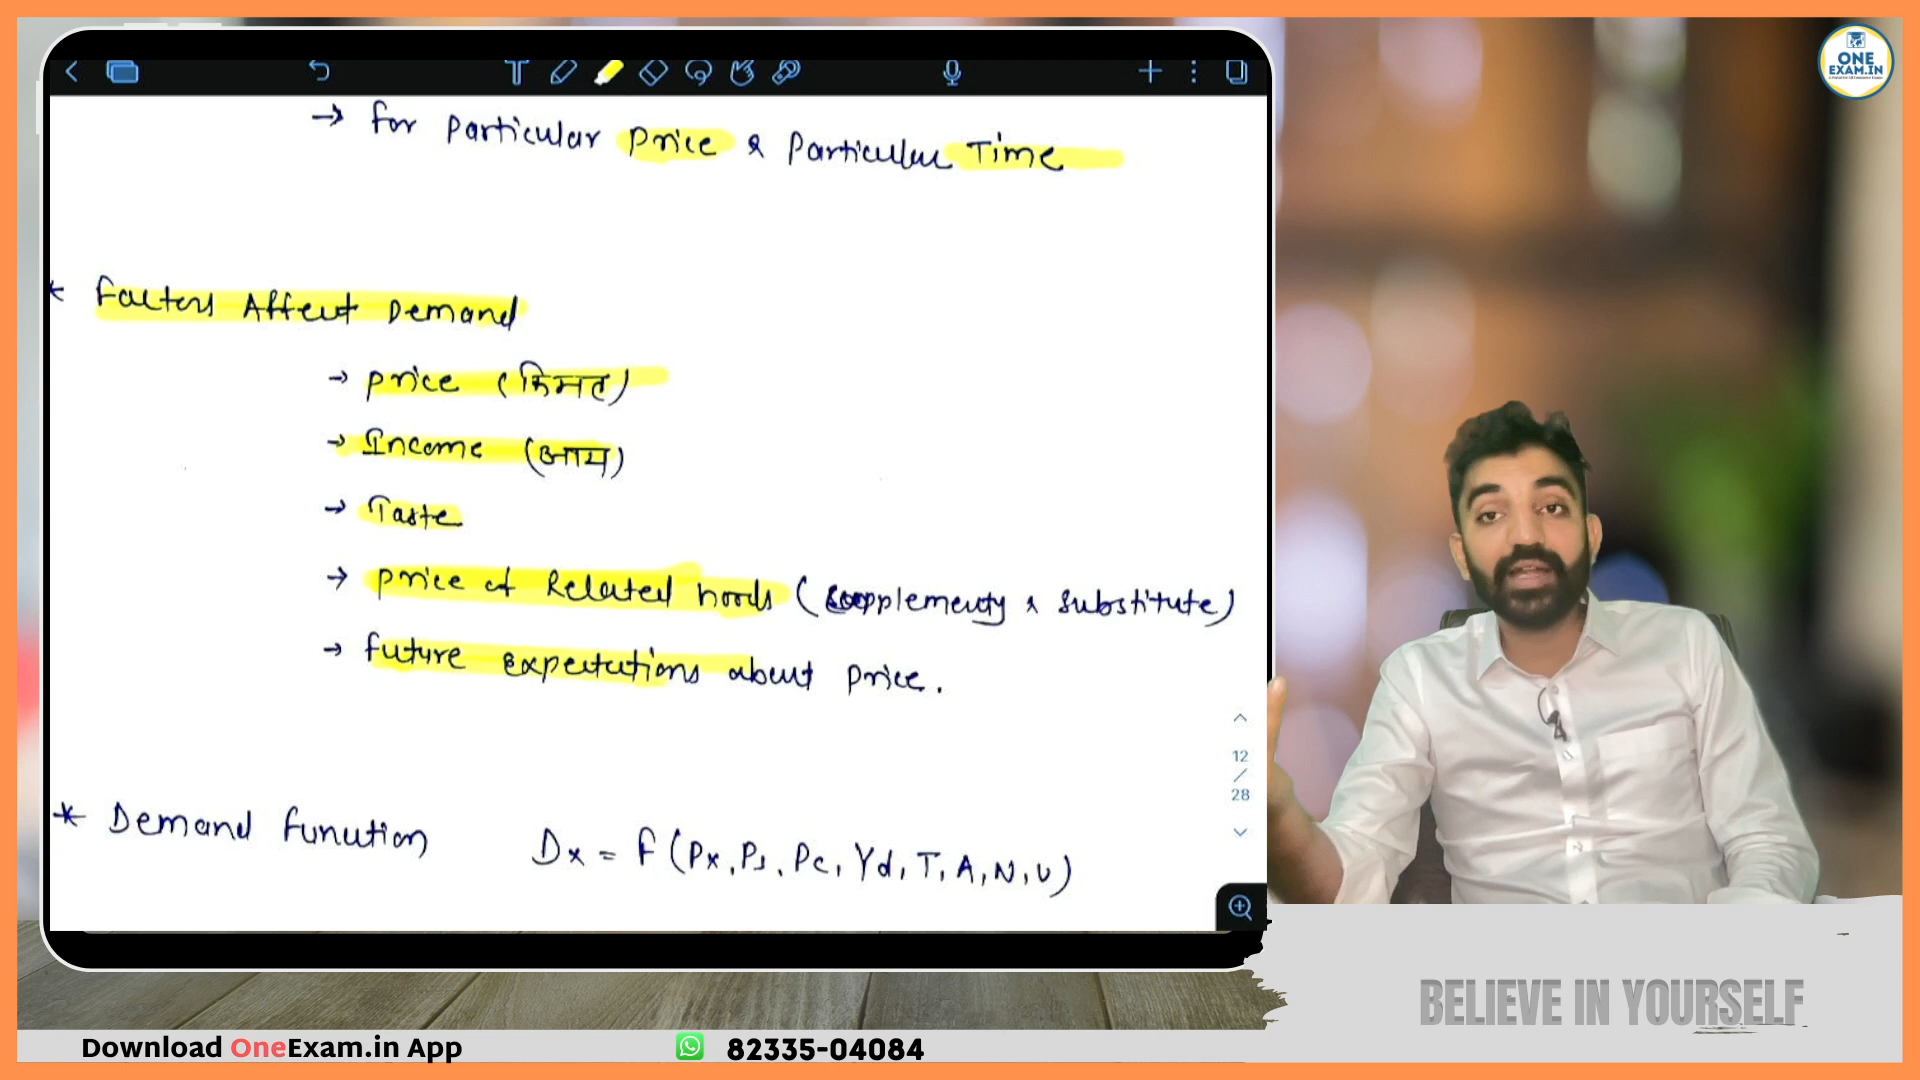 → For Particular Price & Particular Time
* Factors Affect Demand
→ Price (किमत)
→ Income (आय)
→ Taste
→ Price of Related Goods (Supplementy & Substitute)
→ Future Expectations about Price.
* Demand Function Dx = F (Px, Ps, Pc, Yd, T, A, N, U)
12
/
28
ONE
EXAM.IN
BELIEVE IN YOURSELF
Download OneExam.in App 82335-04084